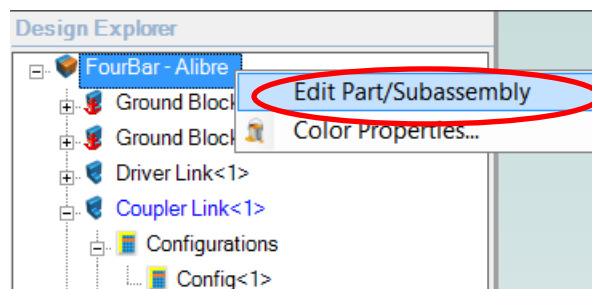 Design Explorer
FourBar - Alibre
Edit Part/Subassembly
Ground Block
Color Properties...
Ground Block
Driver Link<1>
Coupler Link<1>
Configurations
Config<1>